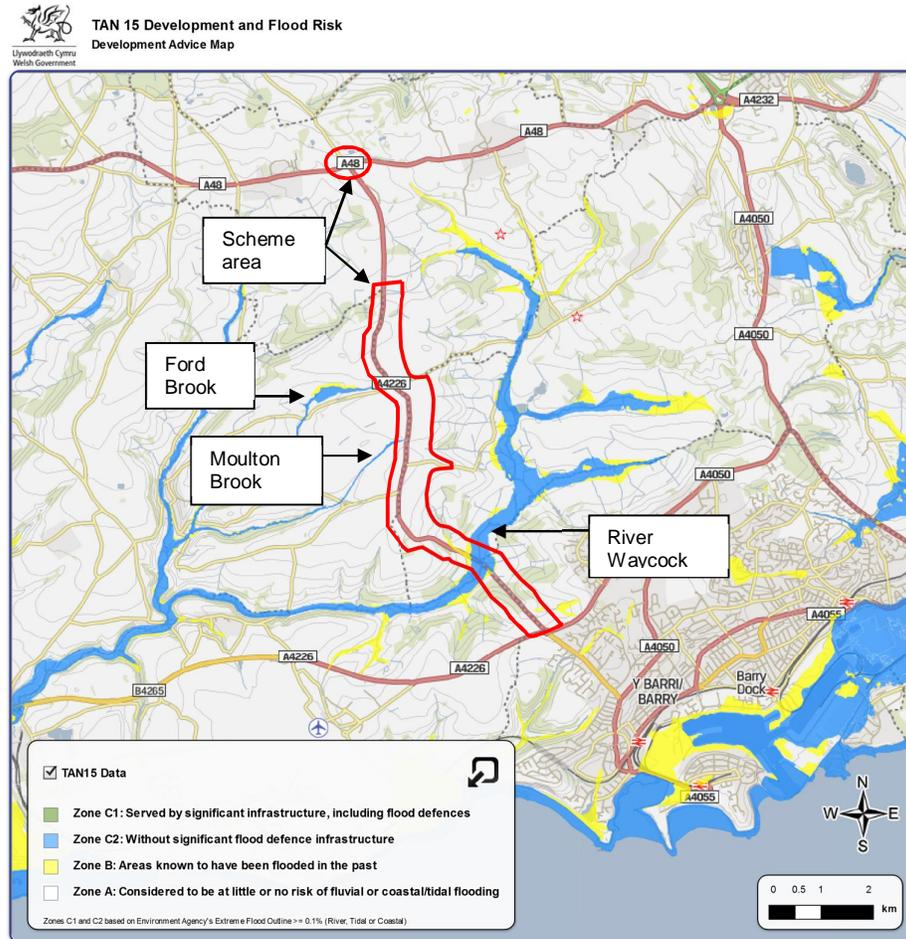 TAN 15 Development and Flood Risk
Development Advice Map
Llywodraeth Cymru
Welsh Government
A4232
A48
A48
A48
A4050
Scheme
area
A4050
Ford
Brook
A4226
Moulton
Brook
A4050
River
Waycock
A4055
A4050
A4226
A4226
B4265
Y BARRI/
BARRY
Barry
Dock
A4055
TAN15 Data
Zone C1: Served by significant infrastructure, including flood defences
Zone C2: Without significant flood defence infrastructure
Zone B: Areas known to have been flooded in the past
Zone A: Considered to be at little or no risk of fluvial or coastal/tidal flooding
Zones C1 and C2 based on Environment Agency's Extreme Flood Outline >= 0.1% (River, Tidal or Coastal)
N
W E
S
0 0.5 1 2
km